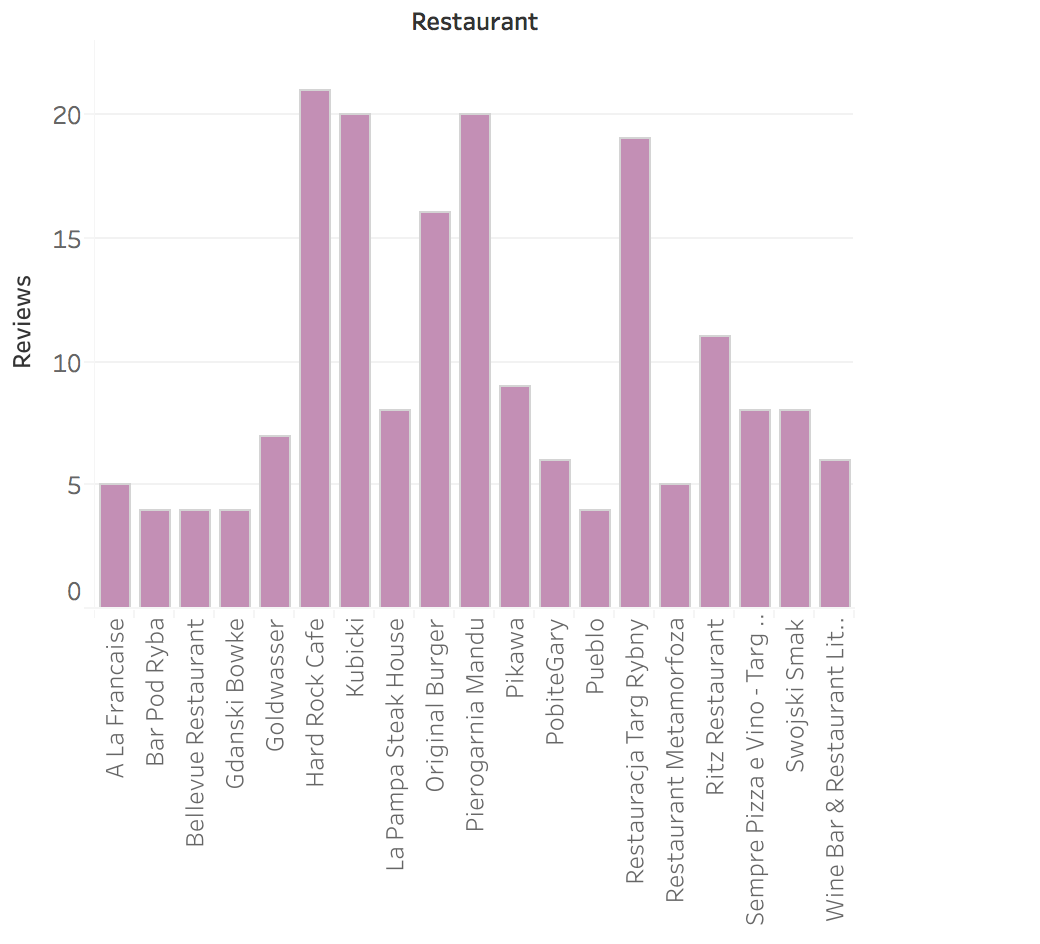 Restaurant
Reviews
20
15
10
5
0
A La Francaise
Bar Pod Ryba
Bellevue Restaurant
Gdanski Bowke
Goldwasser
Hard Rock Cafe
Kubicki
La Pampa Steak House
Original Burger
Pierogarnia Mandu
Pikawa
PobiteGary
Pueblo
Restauracja Targ Rybny
Restaurant Metamorfoza
Ritz Restaurant
Sempre Pizza e Vino - Targ ..
Swojski Smak
Wine Bar & Restaurant Lit..